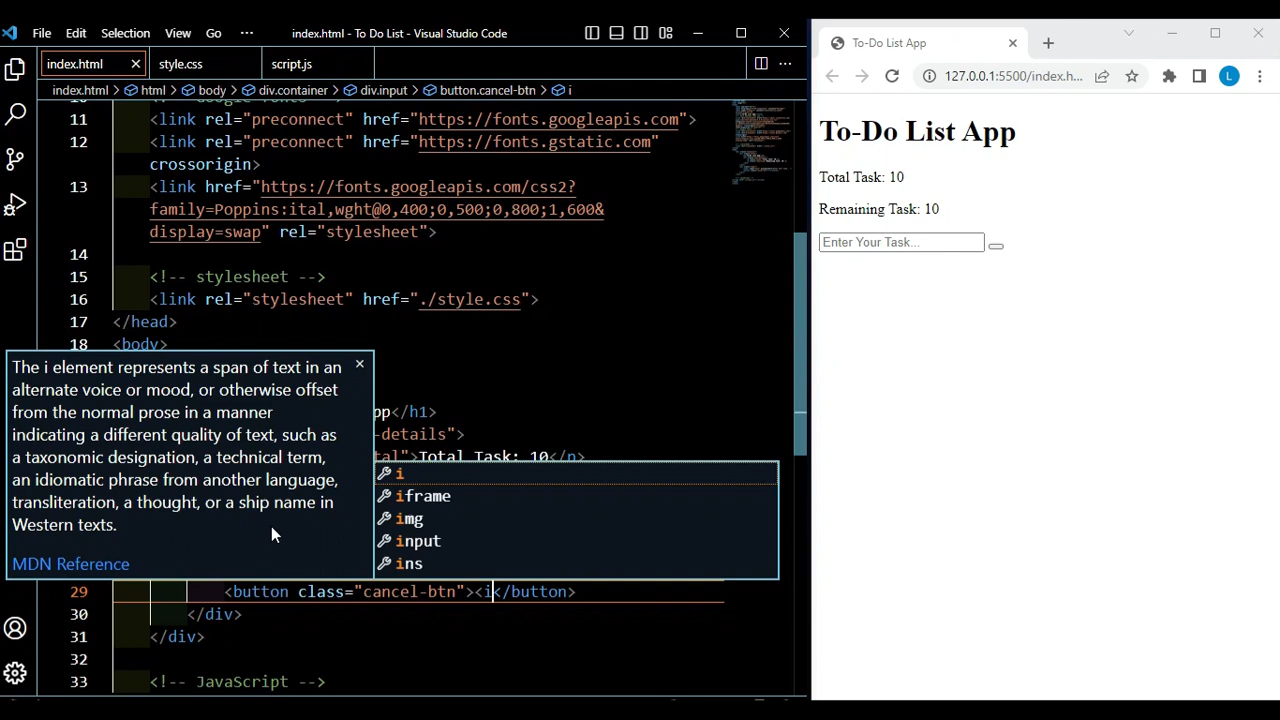 File Edit Selection View Go ··· index.html - To Do List - Visual Studio Code
index.html style.css script.js
index.html > html > body > div.container > div.input > button.cancel-btn > i
11 <link rel="preconnect" href="https://fonts.googleapis.com">
12 <link rel="preconnect" href="https://fonts.gstatic.com"
crossorigin>
13 <link href="https://fonts.googleapis.com/css2?
family=Poppins:ital,wght@0,400;0,500;0,800;1,600&
display=swap" rel="stylesheet">
14
15 <!-- stylesheet -->
16 <link rel="stylesheet" href="./style.css">
17 </head>
18 <body>
The i element represents a span of text in an
alternate voice or mood, or otherwise offset
from the normal prose in a manner
indicating a different quality of text, such as
a taxonomic designation, a technical term,
an idiomatic phrase from another language,
transliteration, a thought, or a ship name in
Western texts.
MDN Reference
pp</h1>
-details">
tal">Total Task: 10</p>
i
iframe
img
input
ins
29 <button class="cancel-btn"><i</button>
30 </div>
31 </div>
32
33 <!-- JavaScript -->
To-Do List App
127.0.0.1:5500/index.h...
L
To-Do List App
Total Task: 10
Remaining Task: 10
Enter Your Task...